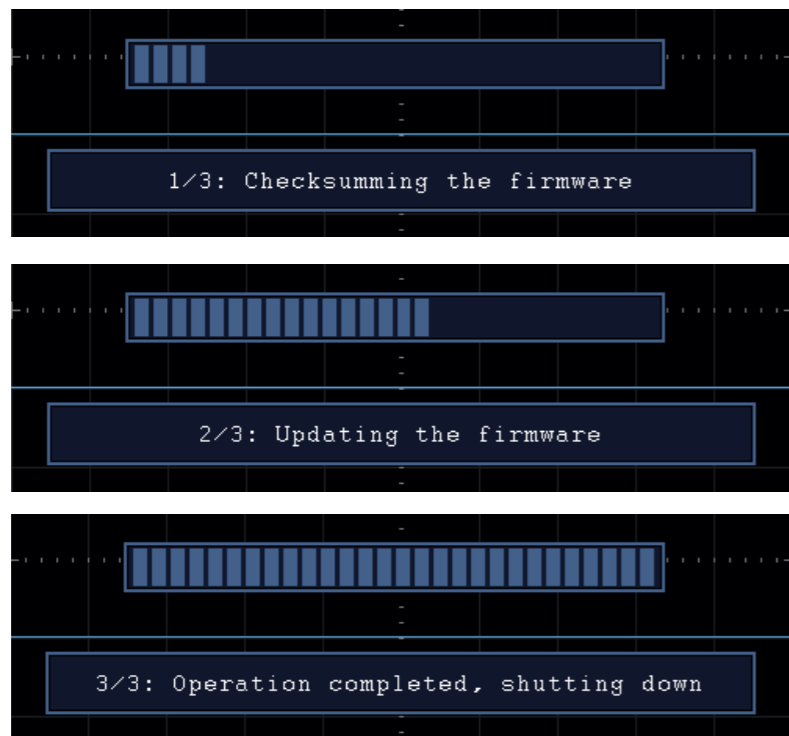 1/3: Checksumming the firmware
2/3: Updating the firmware
3/3: Operation completed, shutting down